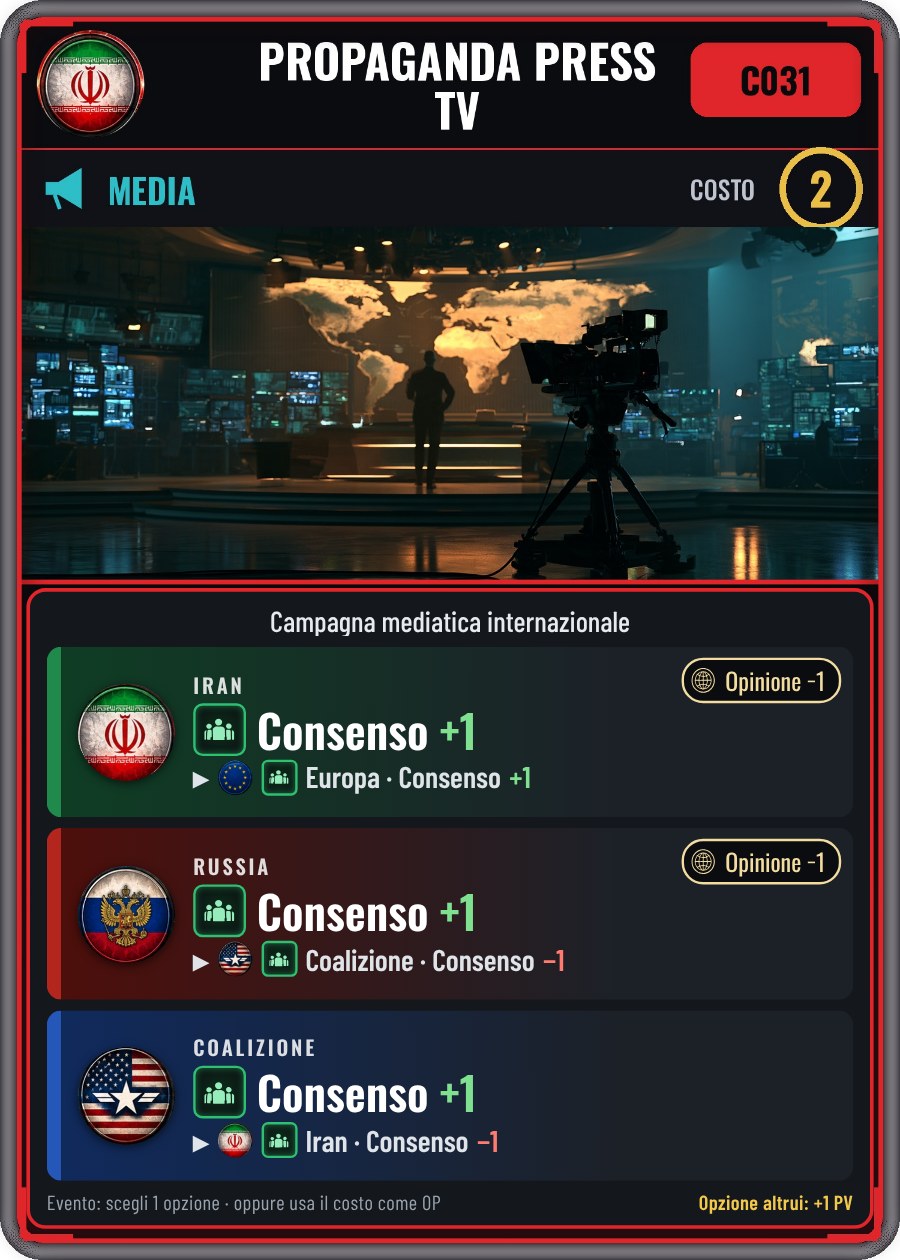 PROPAGANDA PRESS
TV
C031
MEDIA
COSTO
2
Campagna mediatica internazionale
IRAN
Opinione -1
Consenso +1
▶ Europa · Consenso +1
RUSSIA
Opinione -1
Consenso +1
▶ Coalizione · Consenso −1
COALIZIONE
Consenso +1
▶ Iran · Consenso −1
Evento: scegli 1 opzione · oppure usa il costo come OP
Opzione altrui: +1 PV